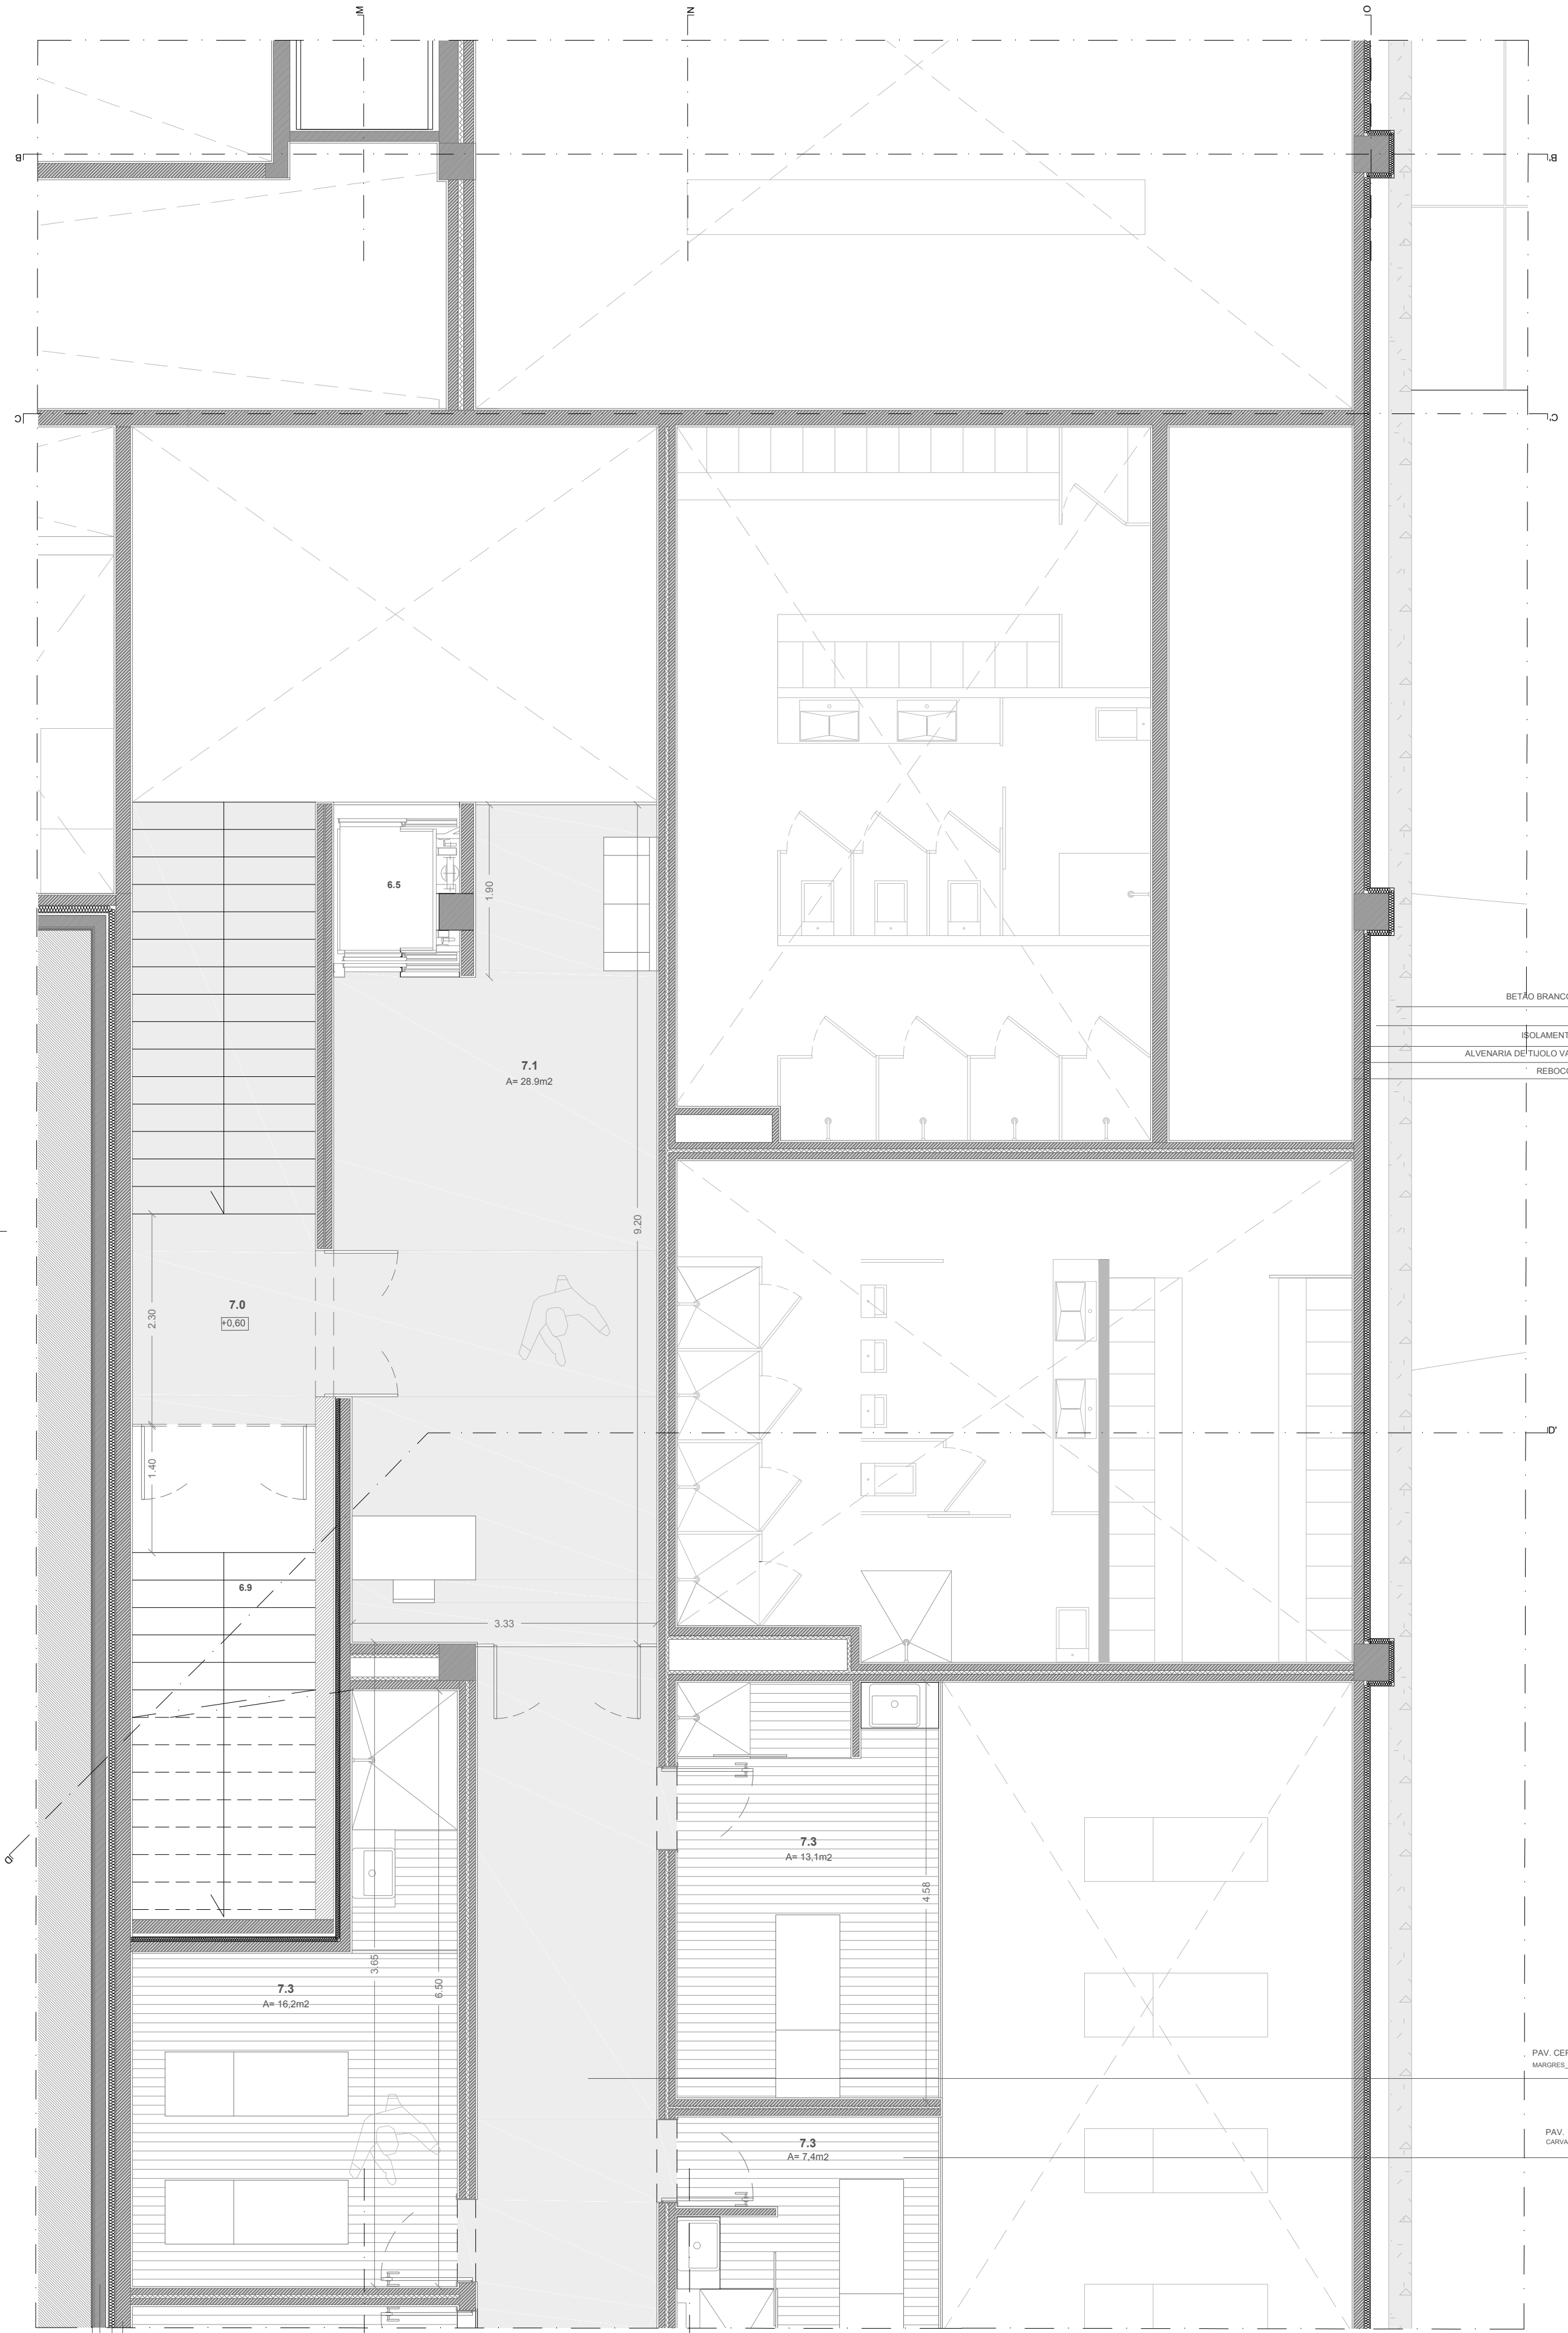 M
N
O
B
B'
C
C'
6.5
1.90
BETÃO BRANCO
ISOLAMENT
ALVENARIA DE TIJOLO VA
REBOCO
7.1
A= 28.9m2
9.20
2.30
7.0
+0,60
D'
1.40
6.9
3.33
D
7.3
A= 13,1m2
4.58
3.65
6.50
7.3
A= 16,2m2
PAV. CER
MARGRES_
PAV.
CARVA
7.3
A= 7,4m2